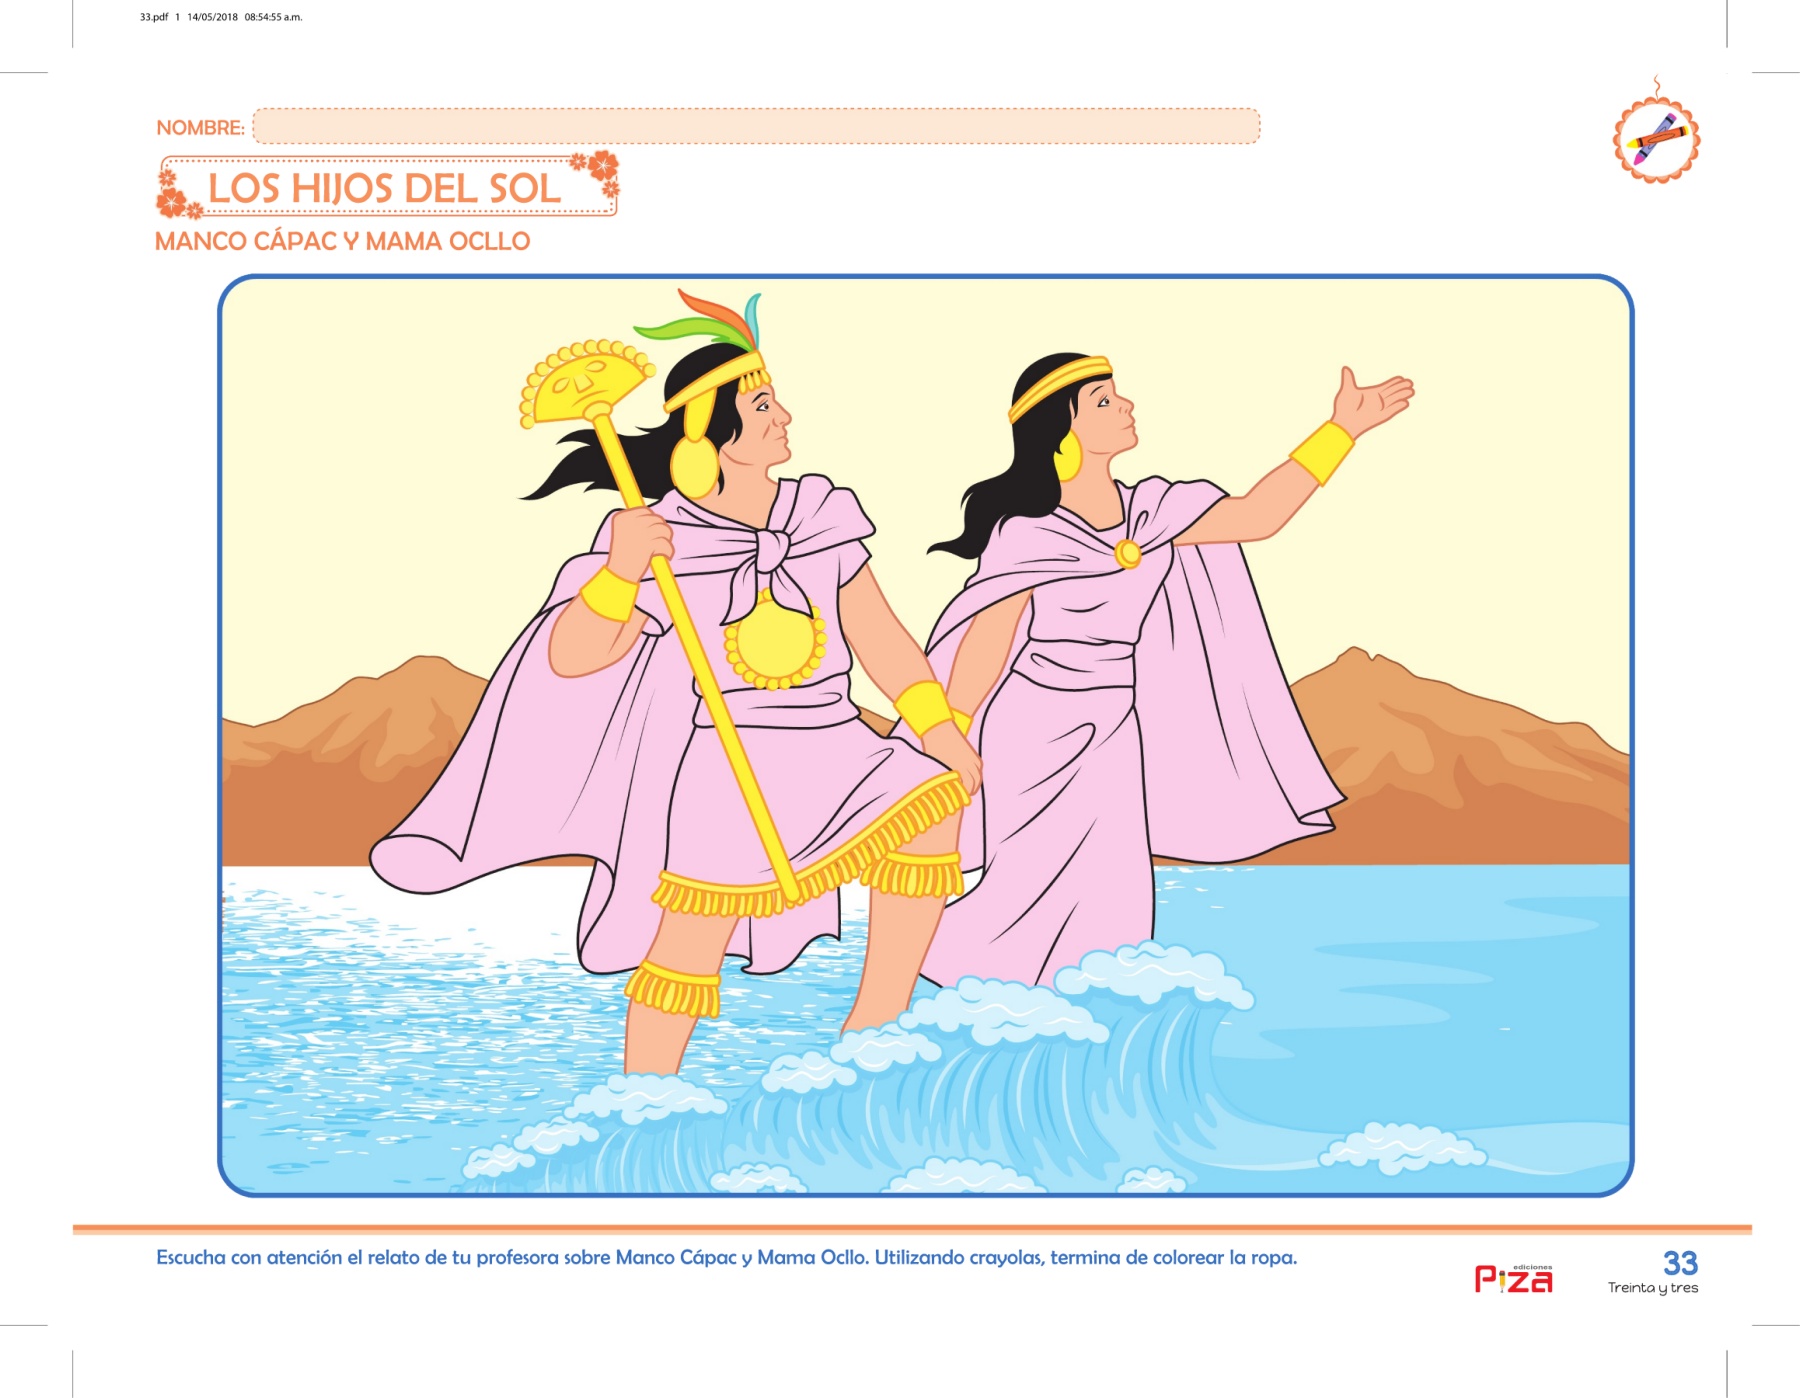 33.pdf 1 14/05/2018 08:54:55 a.m.
NOMBRE:
LOS HIJOS DEL SOL
MANCO CÁPAC Y MAMA OCLLO
Escucha con atención el relato de tu profesora sobre Manco Cápac y Mama Ocllo. Utilizando crayolas, termina de colorear la ropa.
ediciones
Piza
33
Treinta y tres